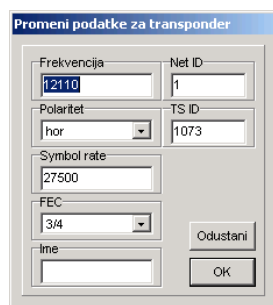 Promeni podatke za transponder
Frekvencija
12110
Net ID
1
Polaritet
hor
TS ID
1073
Symbol rate
27500
FEC
3/4
Ime
Odustani
OK